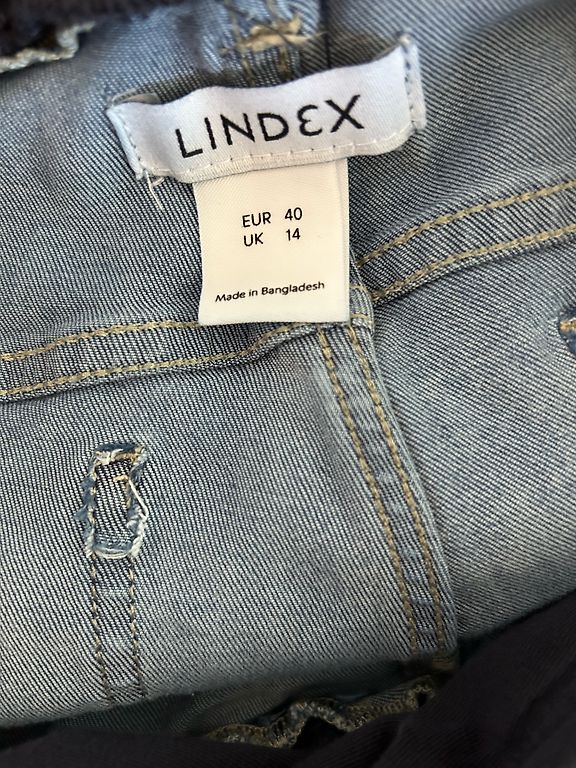 LINDEX
EUR 40
UK 14
Made in Bangladesh